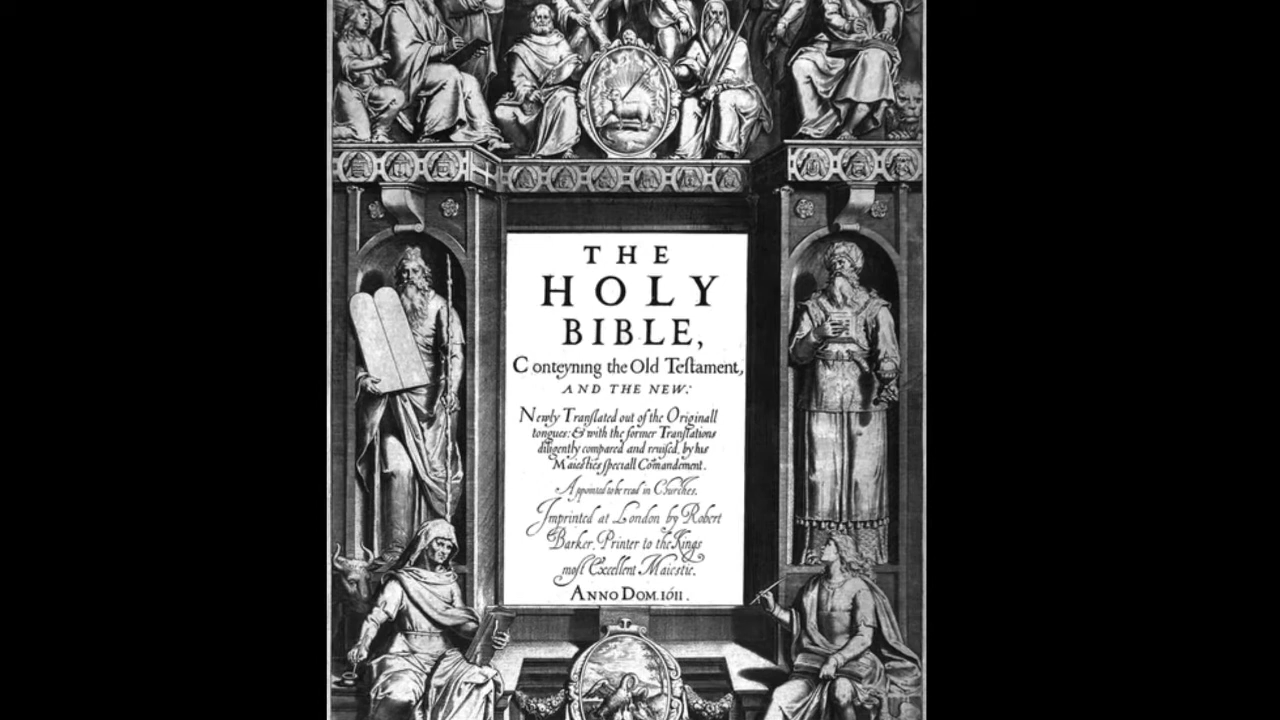 THE
HOLY
BIBLE,
Conteyning the Old Teſtament,
AND THE NEW:
Newly Tranſlated out of the Originall
tongues: & with the former Tranſlations
diligently compared and reuiſed, by his
Maieſties ſpeciall Comandement.
Appointed to be read in Churches.
Imprinted at London by Robert
Barker, Printer to the Kings
moſt Excellent Maieſtie.
ANNO DOM. 1611.